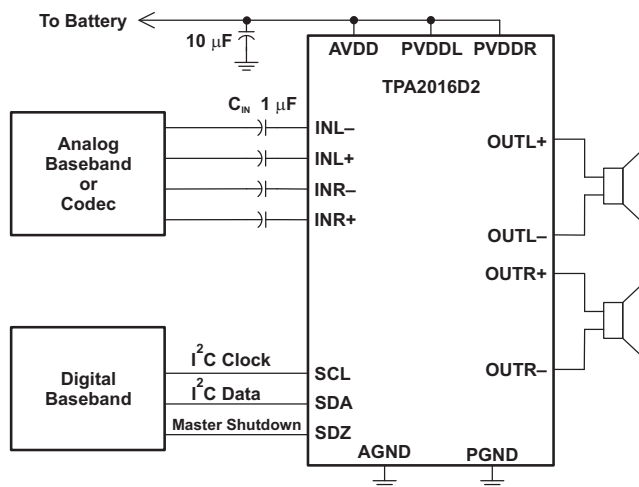 To Battery
10 μF
AVDD PVDDL PVDDR
TPA2016D2
CIN 1 μF
Analog
Baseband
or
Codec
INL–
INL+
INR–
INR+
OUTL+
OUTL–
OUTR+
OUTR–
Digital
Baseband
I2C Clock
I2C Data
Master Shutdown
SCL
SDA
SDZ
AGND PGND